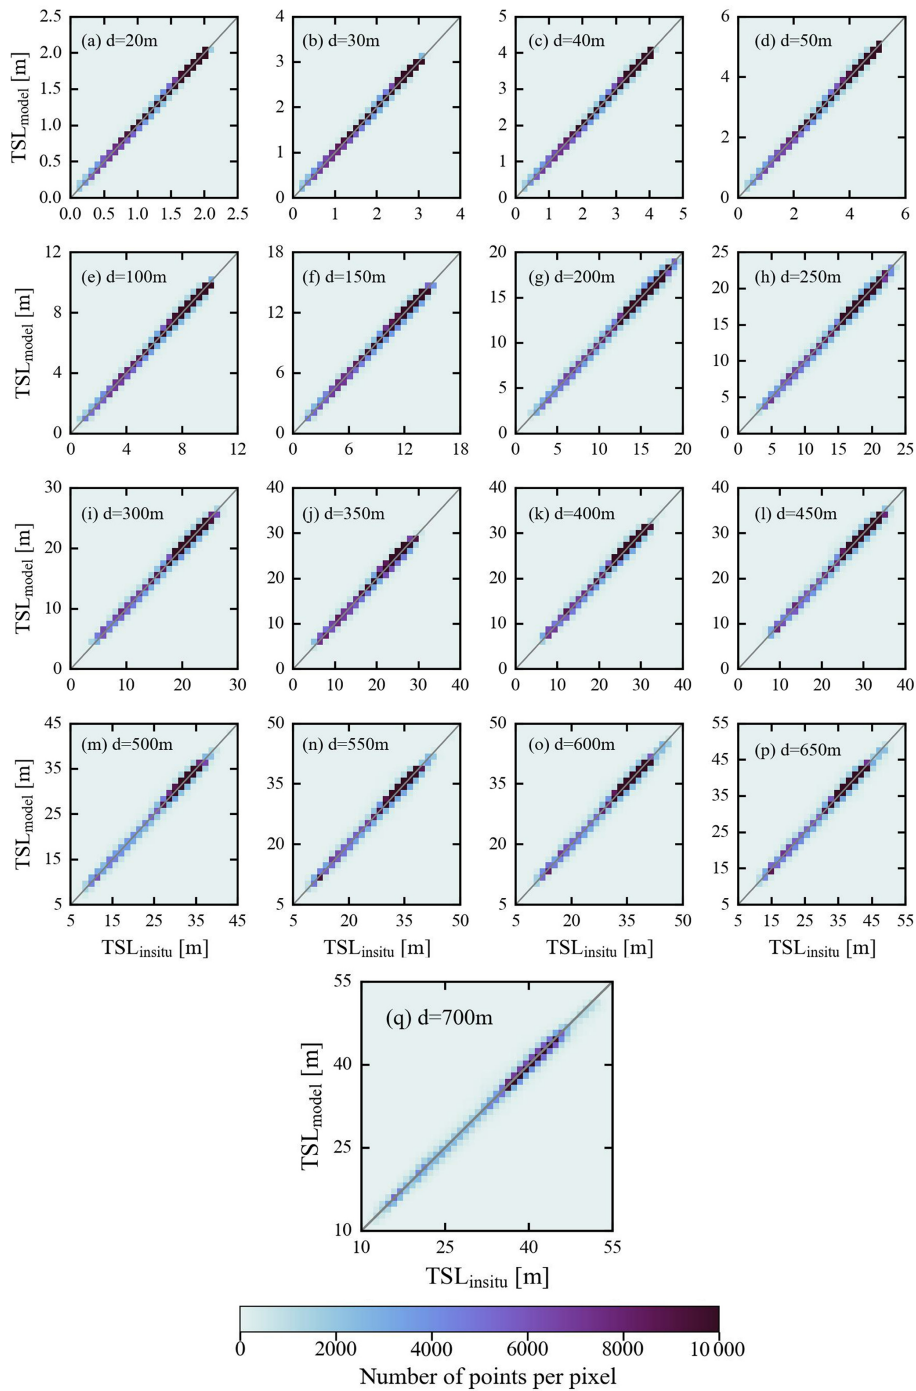 (a) d=20m (b) d=30m (c) d=40m (d) d=50m
TSLmodel [m]
2.5 2.0 1.5 1.0 0.5 0.0
0.0 0.5 1.0 1.5 2.0 2.5
4 3 2 1 0
0 1 2 3 4
5 4 3 2 1 0
0 1 2 3 4 5
6 4 2 0
0 2 4 6
(e) d=100m (f) d=150m (g) d=200m (h) d=250m
TSLmodel [m]
12 8 4 0
0 4 8 12
18 12 6 0
0 6 12 18
20 15 10 5 0
0 5 10 15 20
25 20 15 10 5 0
0 5 10 15 20 25
(i) d=300m (j) d=350m (k) d=400m (l) d=450m
TSLmodel [m]
30 20 10 0
0 10 20 30
40 30 20 10 0
0 10 20 30 40
40 30 20 10 0
0 10 20 30 40
40 30 20 10 0
0 10 20 30 40
(m) d=500m (n) d=550m (o) d=600m (p) d=650m
TSLmodel [m]
45 35 25 15 5
5 15 25 35 45
50 35 20 5
5 20 35 50
50 35 20 5
5 20 35 50
55 45 35 25 15 5
5 15 25 35 45 55
TSLinsitu [m] TSLinsitu [m] TSLinsitu [m] TSLinsitu [m]
(q) d=700m
TSLmodel [m]
55 40 25 10
10 25 40 55
TSLinsitu [m]
0 2000 4000 6000 8000 10 000
Number of points per pixel